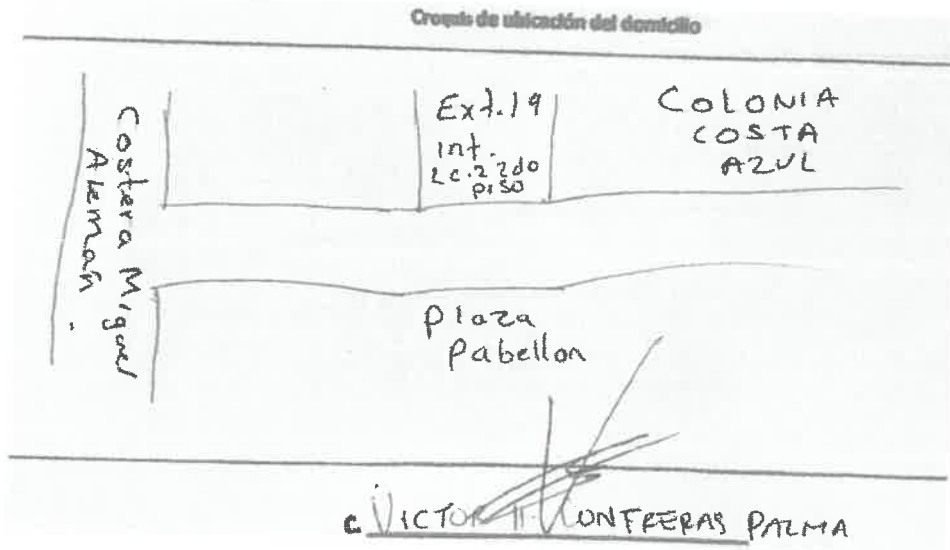 Croquis de ubicación del domicilio
Costera Miguel
Alemán
Ext. 19
int.
Lc. 2 2do
piso
COLONIA
COSTA
AZUL
Plaza
Pabellon
C. VICTOR H CONTRERAS PALMA